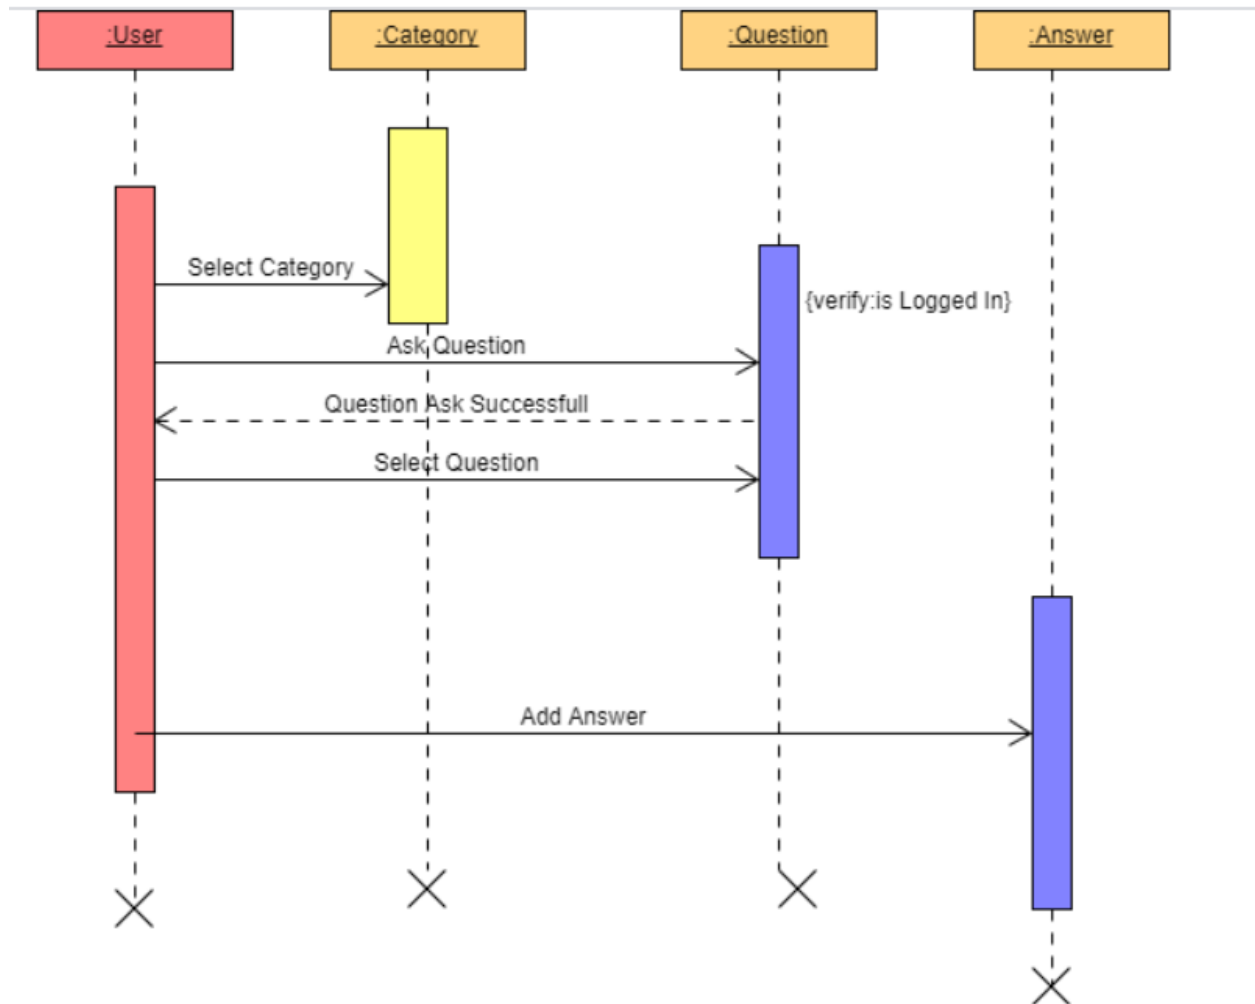 :User
:Category
:Question
:Answer
Select Category
{verify:is Logged In}
Ask Question
Question Ask Successfull
Select Question
Add Answer